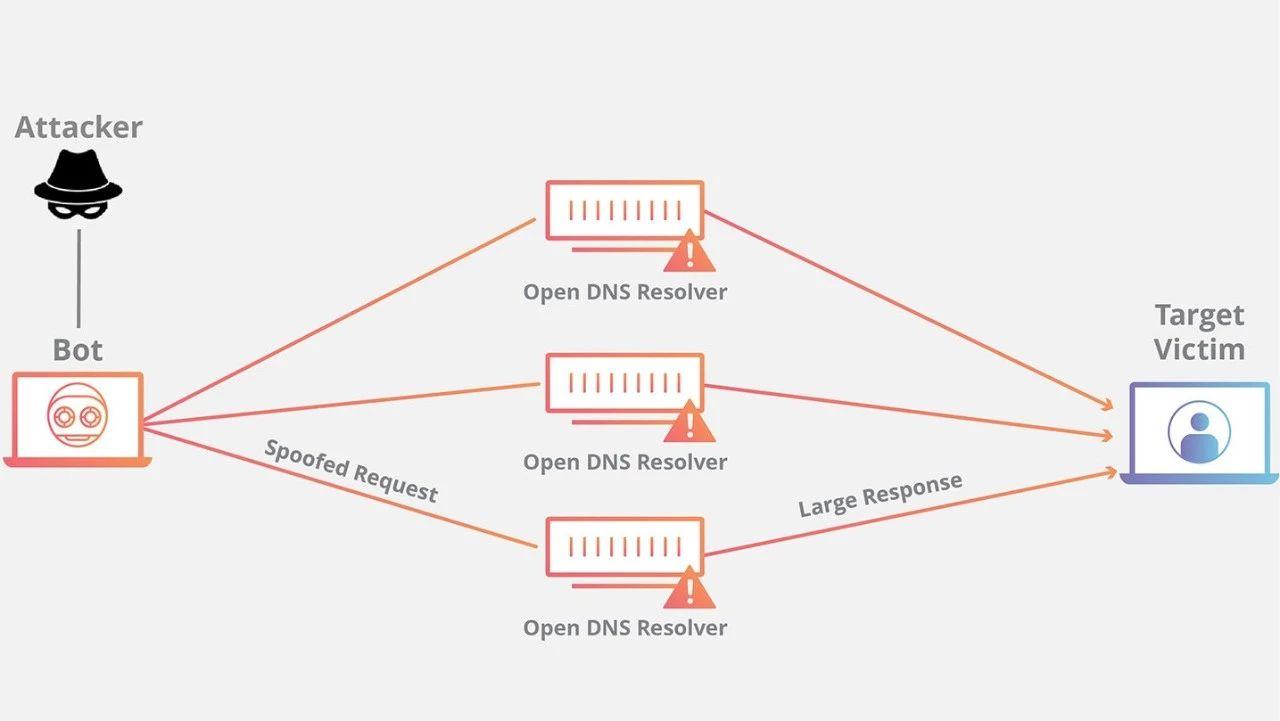 Attacker
Bot
Spoofed Request
Open DNS Resolver
Open DNS Resolver
Open DNS Resolver
Large Response
Target
Victim